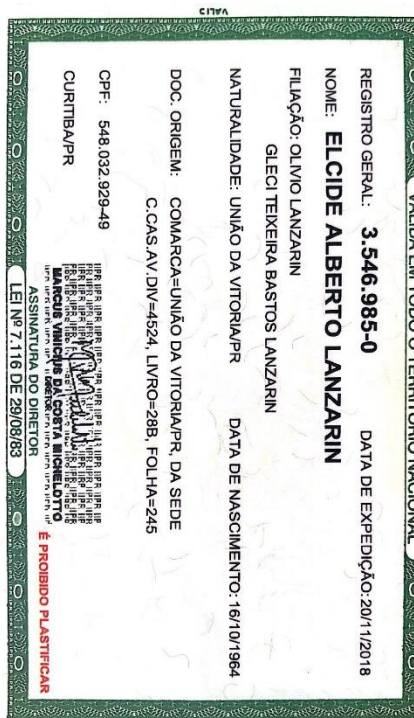 VÁLIDA EM TODO O TERRITÓRIO NACIONAL
REGISTRO GERAL: 3.546.985-0 DATA DE EXPEDIÇÃO: 20/11/2018
NOME: ELCIDE ALBERTO LANZARIN
FILIAÇÃO: OLIVIO LANZARIN
GLECI TEIXEIRA BASTOS LANZARIN
NATURALIDADE: UNIÃO DA VITORIA/PR DATA DE NASCIMENTO: 16/10/1964
DOC. ORIGEM: COMARCA=UNIÃO DA VITORIA/PR, DA SEDE
C.CAS.AV.DIV=4524, LIVRO=28B, FOLHA=245
CPF: 548.032.929-49
CURITIBA/PR
MARCUS VINICIUS DA COSTA MICHELOTTO
ASSINATURA DO DIRETOR
É PROIBIDO PLASTIFICAR
LEI Nº 7.116 DE 29/08/83